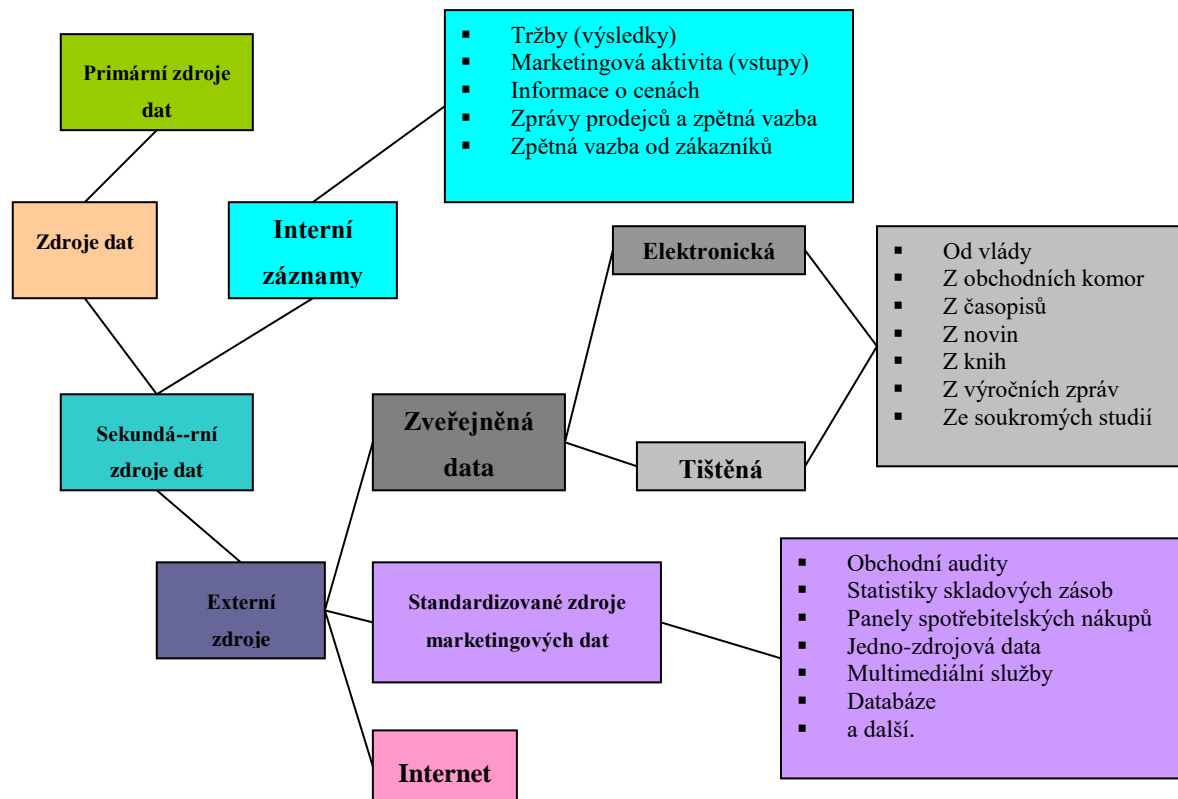 Primární zdroje
dat
▪ Tržby (výsledky)
▪ Marketingová aktivita (vstupy)
▪ Informace o cenách
▪ Zprávy prodejců a zpětná vazba
▪ Zpětná vazba od zákazníků
Zdroje dat
Interní
záznamy
Elektronická
▪ Od vlády
▪ Z obchodních komor
▪ Z časopisů
▪ Z novin
▪ Z knih
▪ Z výročních zpráv
▪ Ze soukromých studií
Sekundá--rní
zdroje dat
Zveřejněná
data
Tištěná
Externí
zdroje
Standardizované zdroje
marketingových dat
▪ Obchodní audity
▪ Statistiky skladových zásob
▪ Panely spotřebitelských nákupů
▪ Jedno-zdrojová data
▪ Multimediální služby
▪ Databáze
▪ a další.
Internet